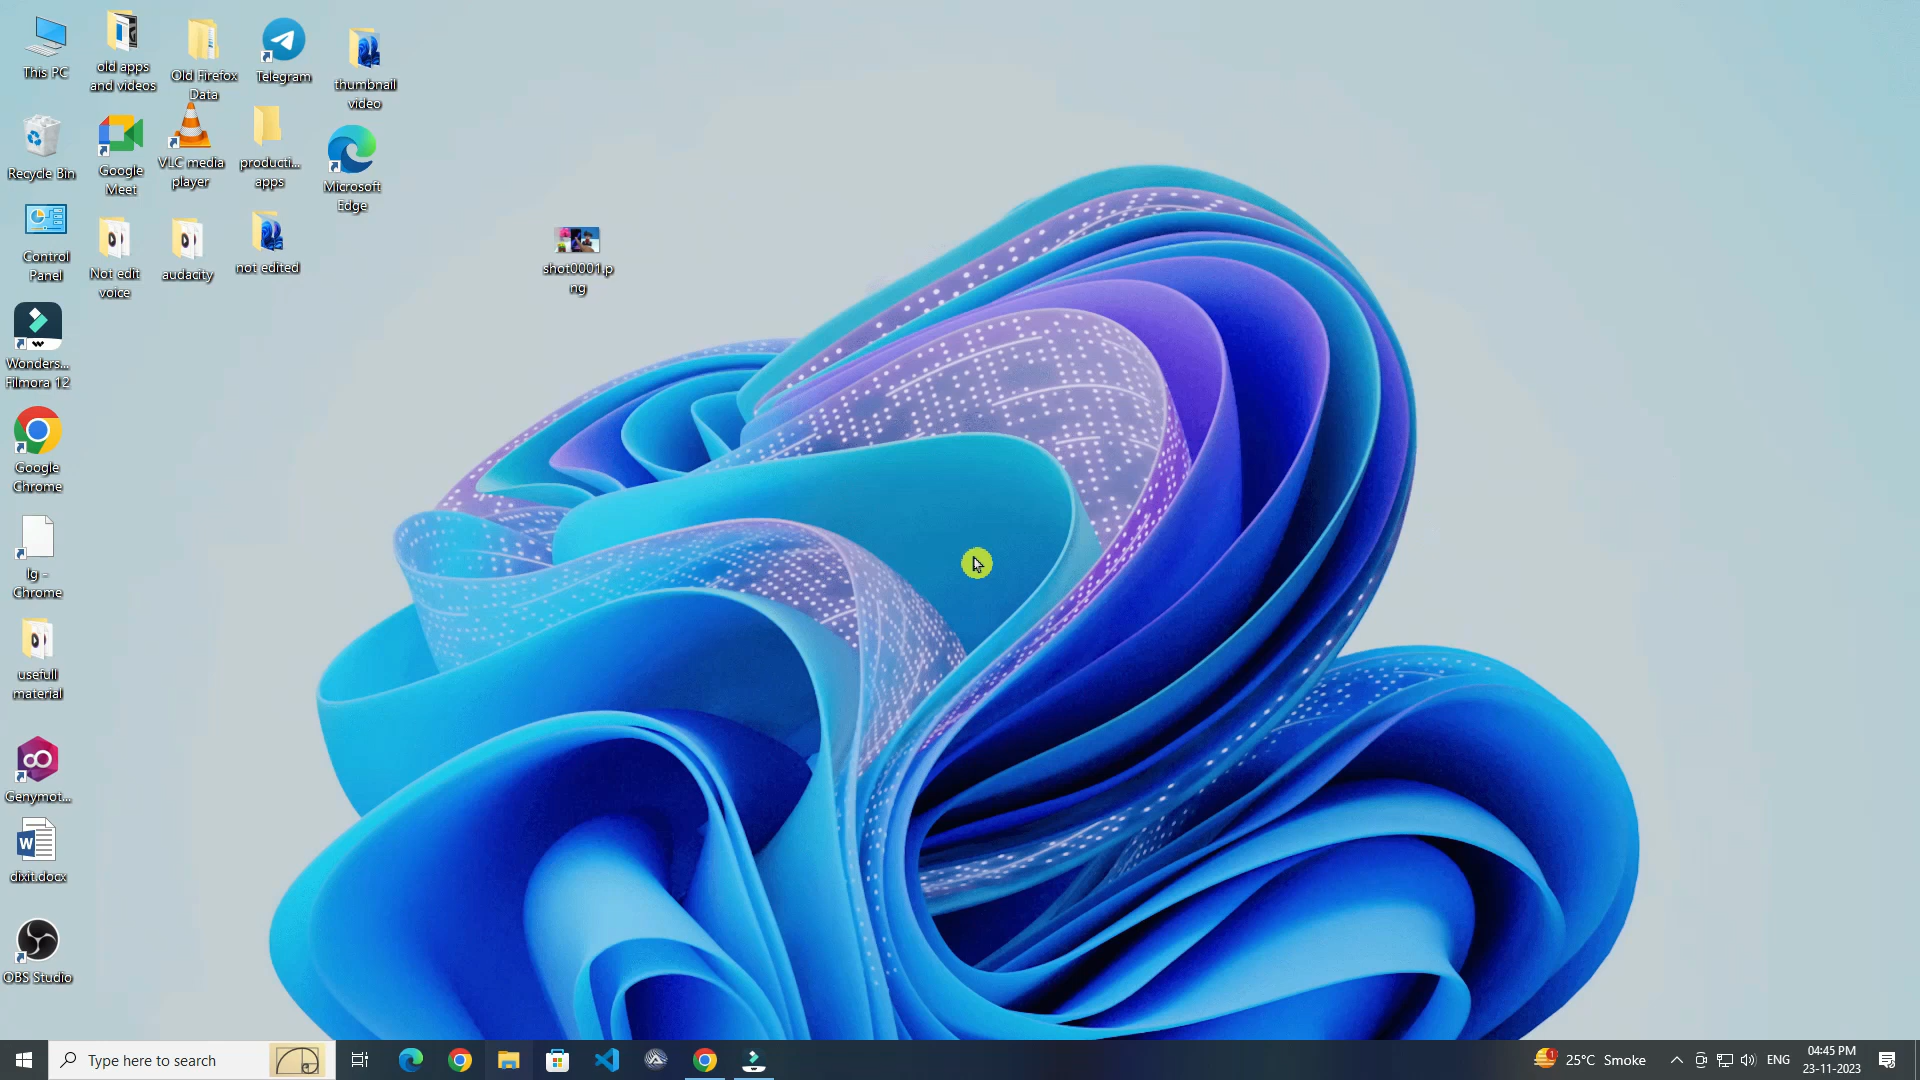 This PC
old apps
and videos
Old Firefox
Data
Telegram
thumbnail
video
Recycle Bin
Google
Meet
VLC media
player
producti...
apps
Microsoft
Edge
Control
Panel
Not edit
voice
audacity
not edited
shot0001.p
ng
Wonders...
Filmora 12
Google
Chrome
lg -
Chrome
usefull
material
Genymot...
dixit.docx
OBS Studio
Type here to search
1
25°C Smoke
ENG
04:45 PM
23-11-2023